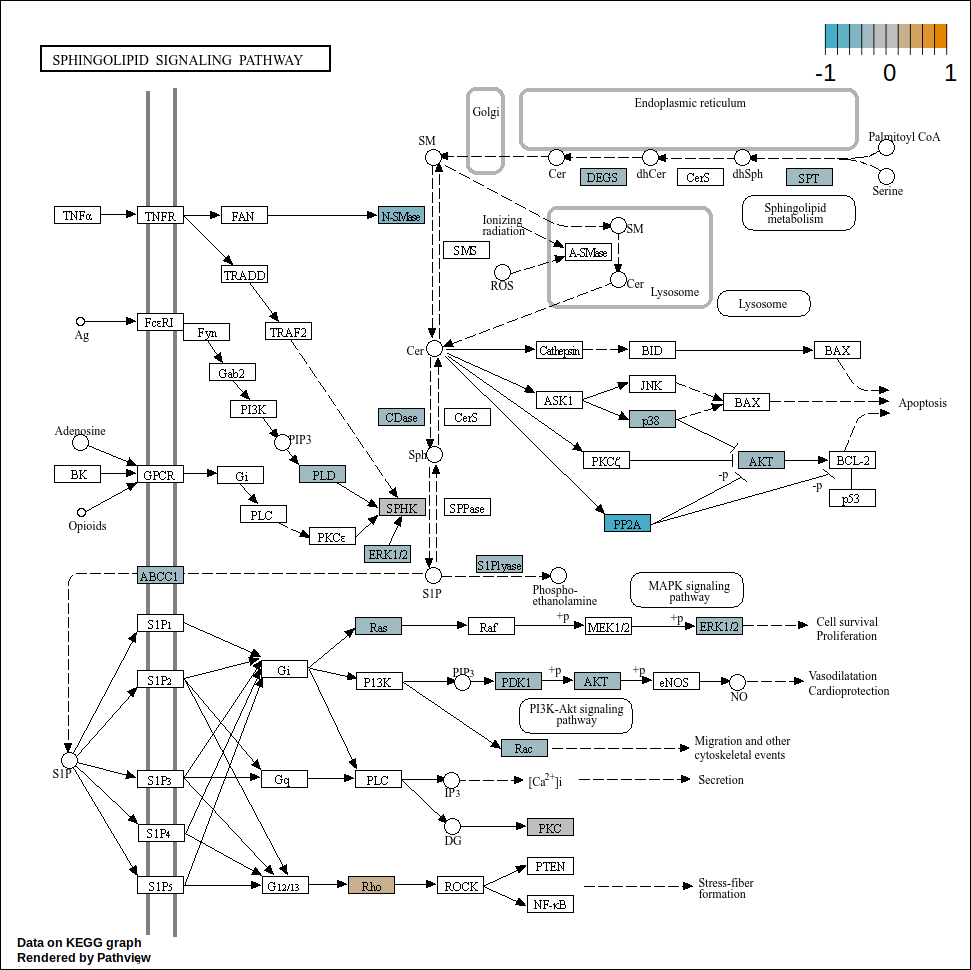 SPHINGOLIPID SIGNALING PATHWAY
-1 0 1
Golgi
Endoplasmic reticulum
SM
Palmitoyl CoA
Cer
DEGS
dhCer
CerS
dhSph
SPT
Serine
Sphingolipid
metabolism
TNFα
TNFR
FAN
N-SMase
Ionizing
radiation
SM
SMS
A-SMase
TRADD
ROS
Cer
Lysosome
Lysosome
Ag
FcεRI
Fyn
TRAF2
Cer
Cathepsin
BID
BAX
Gab2
JNK
ASK1
BAX
Apoptosis
PI3K
CDase
CerS
p38
Adenosine
PIP3
Sph
BK
GPCR
Gi
PLD
PKCζ
AKT
BCL-2
-p
-p
p53
PLC
SPHK
SPPase
Opioids
PKCε
PP2A
ERK1/2
S1Plyase
ABCC1
S1P
Phospho-
ethanolamine
MAPK signaling
pathway
S1P1
Ras
Raf
+p
MEK1/2
+p
ERK1/2
Cell survival
Proliferation
S1P2
Gi
P13K
PIP3
PDK1
+p
AKT
+p
eNOS
NO
Vasodilatation
Cardioprotection
PI3K-Akt signaling
pathway
Rac
Migration and other
cytoskeletal events
S1P
S1P3
Gq
PLC
IP3
[Ca2+]i
Secretion
S1P4
DG
PKC
PTEN
S1P5
G12/13
Rho
ROCK
Stress-fiber
formation
NF-κB
Data on KEGG graph
Rendered by Pathview